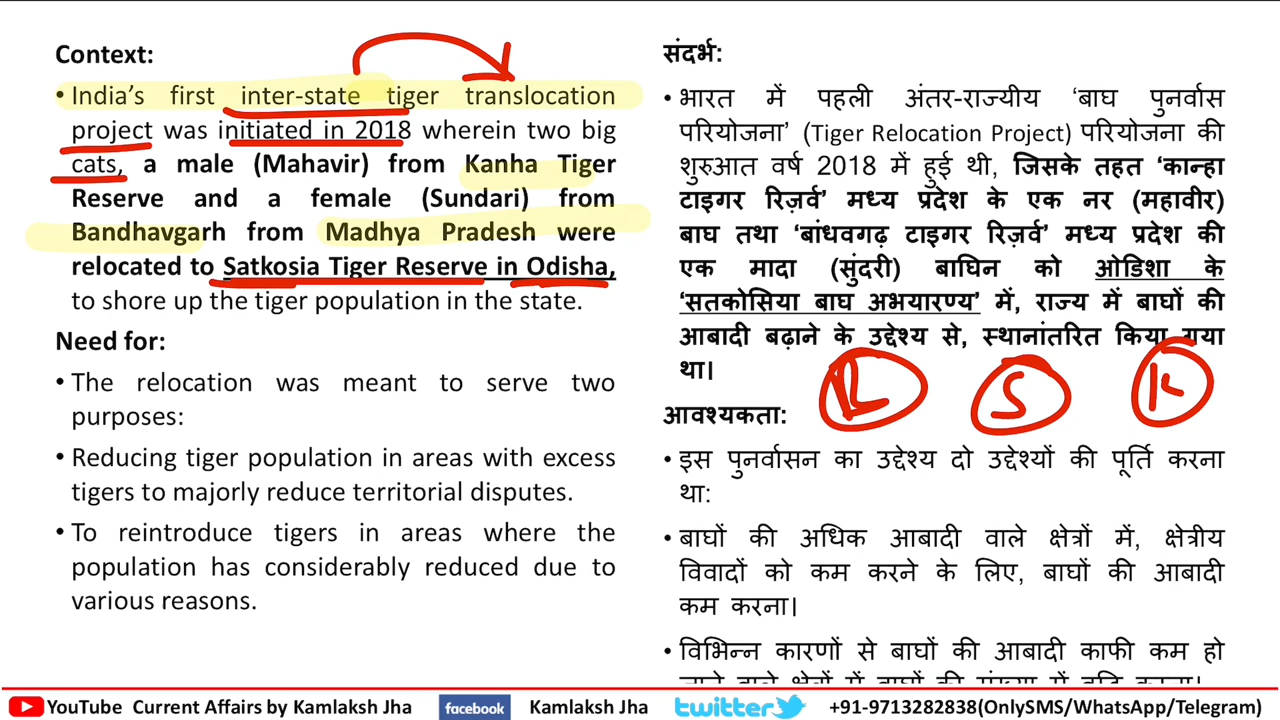 Context:
• India’s first inter-state tiger translocation
project was initiated in 2018 wherein two big
cats, a male (Mahavir) from Kanha Tiger
Reserve and a female (Sundari) from
Bandhavgarh from Madhya Pradesh were
relocated to Satkosia Tiger Reserve in Odisha,
to shore up the tiger population in the state.
Need for:
• The relocation was meant to serve two
purposes:
• Reducing tiger population in areas with excess
tigers to majorly reduce territorial disputes.
• To reintroduce tigers in areas where the
population has considerably reduced due to
various reasons.
संदर्भ:
• भारत में पहली अंतर-राज्यीय ‘बाघ पुनर्वास
परियोजना’ (Tiger Relocation Project) परियोजना की
शुरुआत वर्ष 2018 में हुई थी, जिसके तहत ‘कान्हा
टाइगर रिज़र्व’ मध्य प्रदेश के एक नर (महावीर)
बाघ तथा ‘बांधवगढ़ टाइगर रिज़र्व’ मध्य प्रदेश की
एक मादा (सुंदरी) बाघिन को ओडिशा के
‘सतकोसिया बाघ अभयारण्य’ में, राज्य में बाघों की
आबादी बढ़ाने के उद्देश्य से, स्थानांतरित किया गया
था।
S K
आवश्यकता:
• इस पुनर्वासन का उद्देश्य दो उद्देश्यों की पूर्ति करना
था:
• बाघों की अधिक आबादी वाले क्षेत्रों में, क्षेत्रीय
विवादों को कम करने के लिए, बाघों की आबादी
कम करना।
• विभिन्न कारणों से बाघों की आबादी काफी कम हो
YouTube Current Affairs by Kamlaksh Jha facebook Kamlaksh Jha twitter +91-9713282838(OnlySMS/WhatsApp/Telegram)